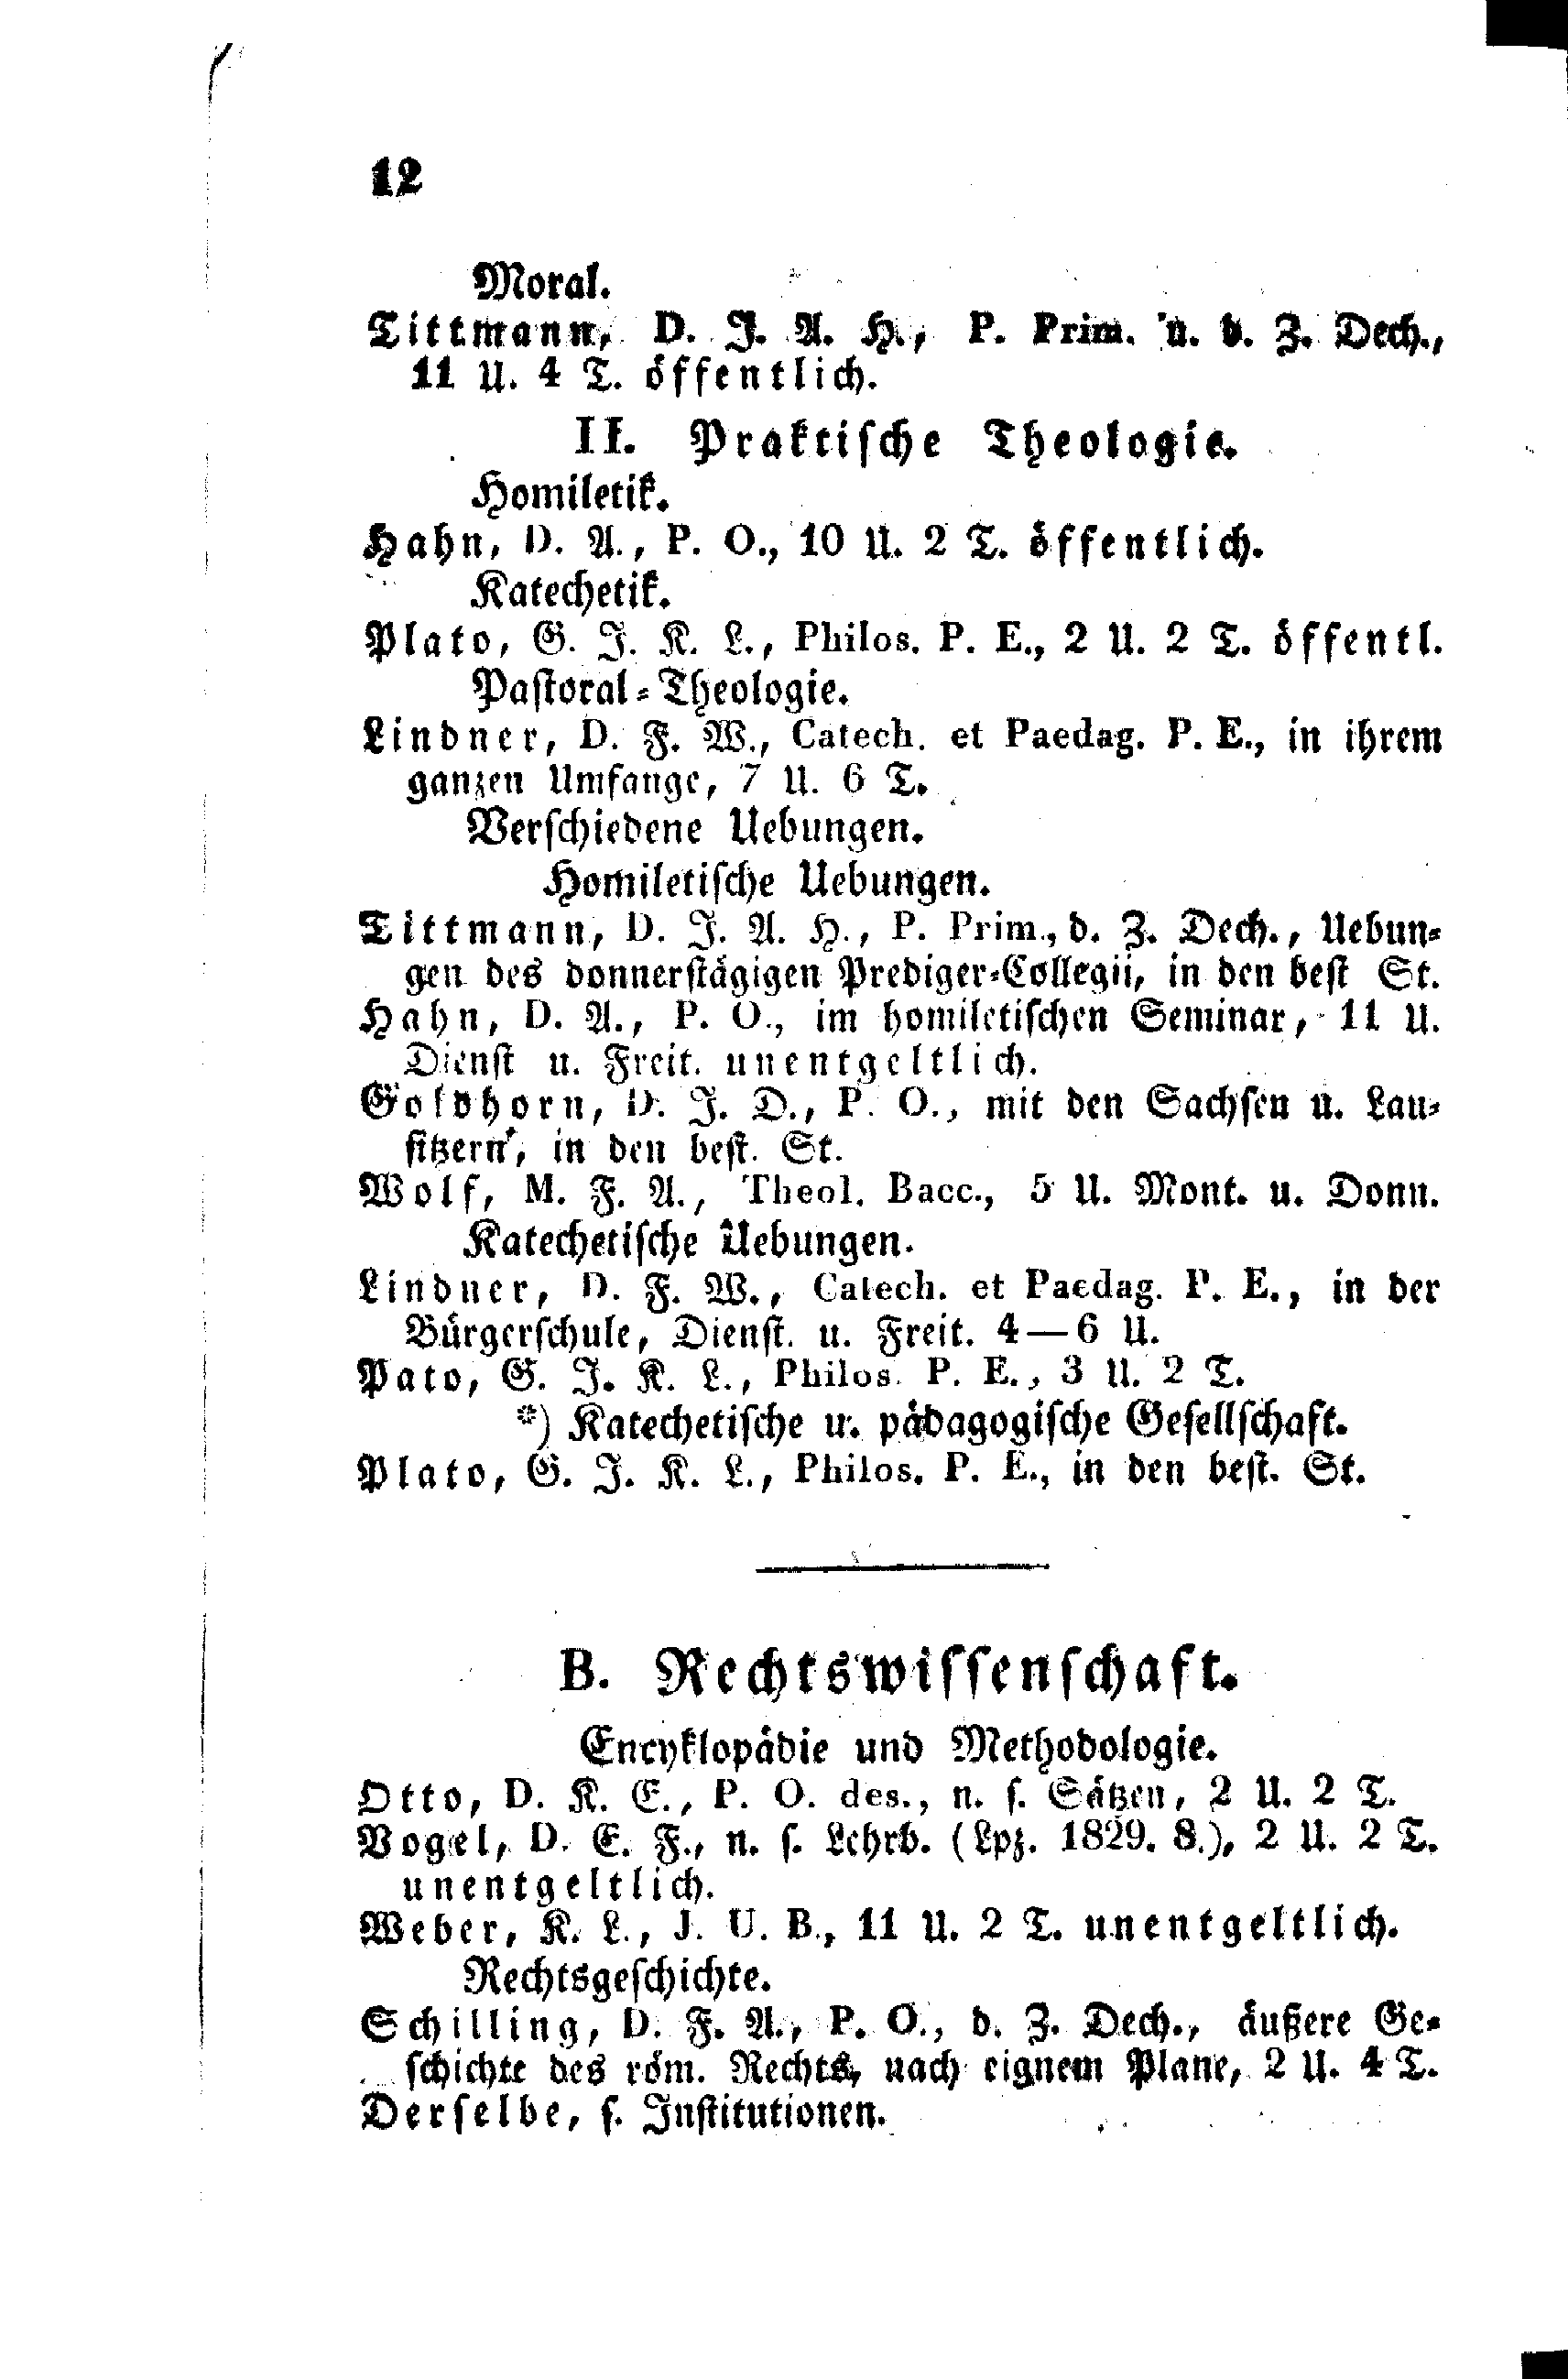 12
Moral.
Tittmann, D. J. A. H., P. Prim. u. d. Z. Dech.,
11 U. 4 T. öffentlich.
II. Praktische Theologie.
Homiletik.
Hahn, D. A., P. O., 10 U. 2 T. öffentlich.
Katechetik.
Plato, G. J. K. L., Philos. P. E., 2 U. 2 T. öffentl.
Pastoral-Theologie.
Lindner, D. F. W., Catech. et Paedag. P. E., in ihrem
ganzen Umfange, 7 U. 6 T.
Verschiedene Uebungen.
Homiletische Uebungen.
Tittmann, D. J. A. H., P. Prim., d. Z. Dech., Uebun-
gen des donnerstägigen Prediger-Collegii, in den best St.
Hahn, D. A., P. O., im homiletischen Seminar, 11 U.
Dienst u. Freit. unentgeltlich.
Goldhorn, D. J. D., P. O., mit den Sachsen u. Lau-
sitzern, in den best. St.
Wolf, M. F. A., Theol. Bacc., 5 U. Mont. u. Donn.
Katechetische Uebungen.
Lindner, D. F. W., Catech. et Paedag. P. E., in der
Bürgerschule, Dienst. u. Freit. 4—6 U.
Pato, G. J. K. L., Philos. P. E., 3 U. 2 T.
*) Katechetische u. pädagogische Gesellschaft.
Plato, G. J. K. L., Philos. P. E., in den best. St.
B. Rechtswissenschaft.
Encyklopädie und Methodologie.
Otto, D. K. E., P. O. des., n. s. Sätzen, 2 U. 2 T.
Vogel, D. E. F., n. s. Lehrb. (Lpz. 1829. 8.), 2 U. 2 T.
unentgeltlich.
Weber, K. L., J. U. B., 11 U. 2 T. unentgeltlich.
Rechtsgeschichte.
Schilling, D. F. A., P. O., d. Z. Dech., äußere Ge-
schichte des röm. Rechts, nach eignem Plane, 2 U. 4 T.
Derselbe, s. Institutionen.